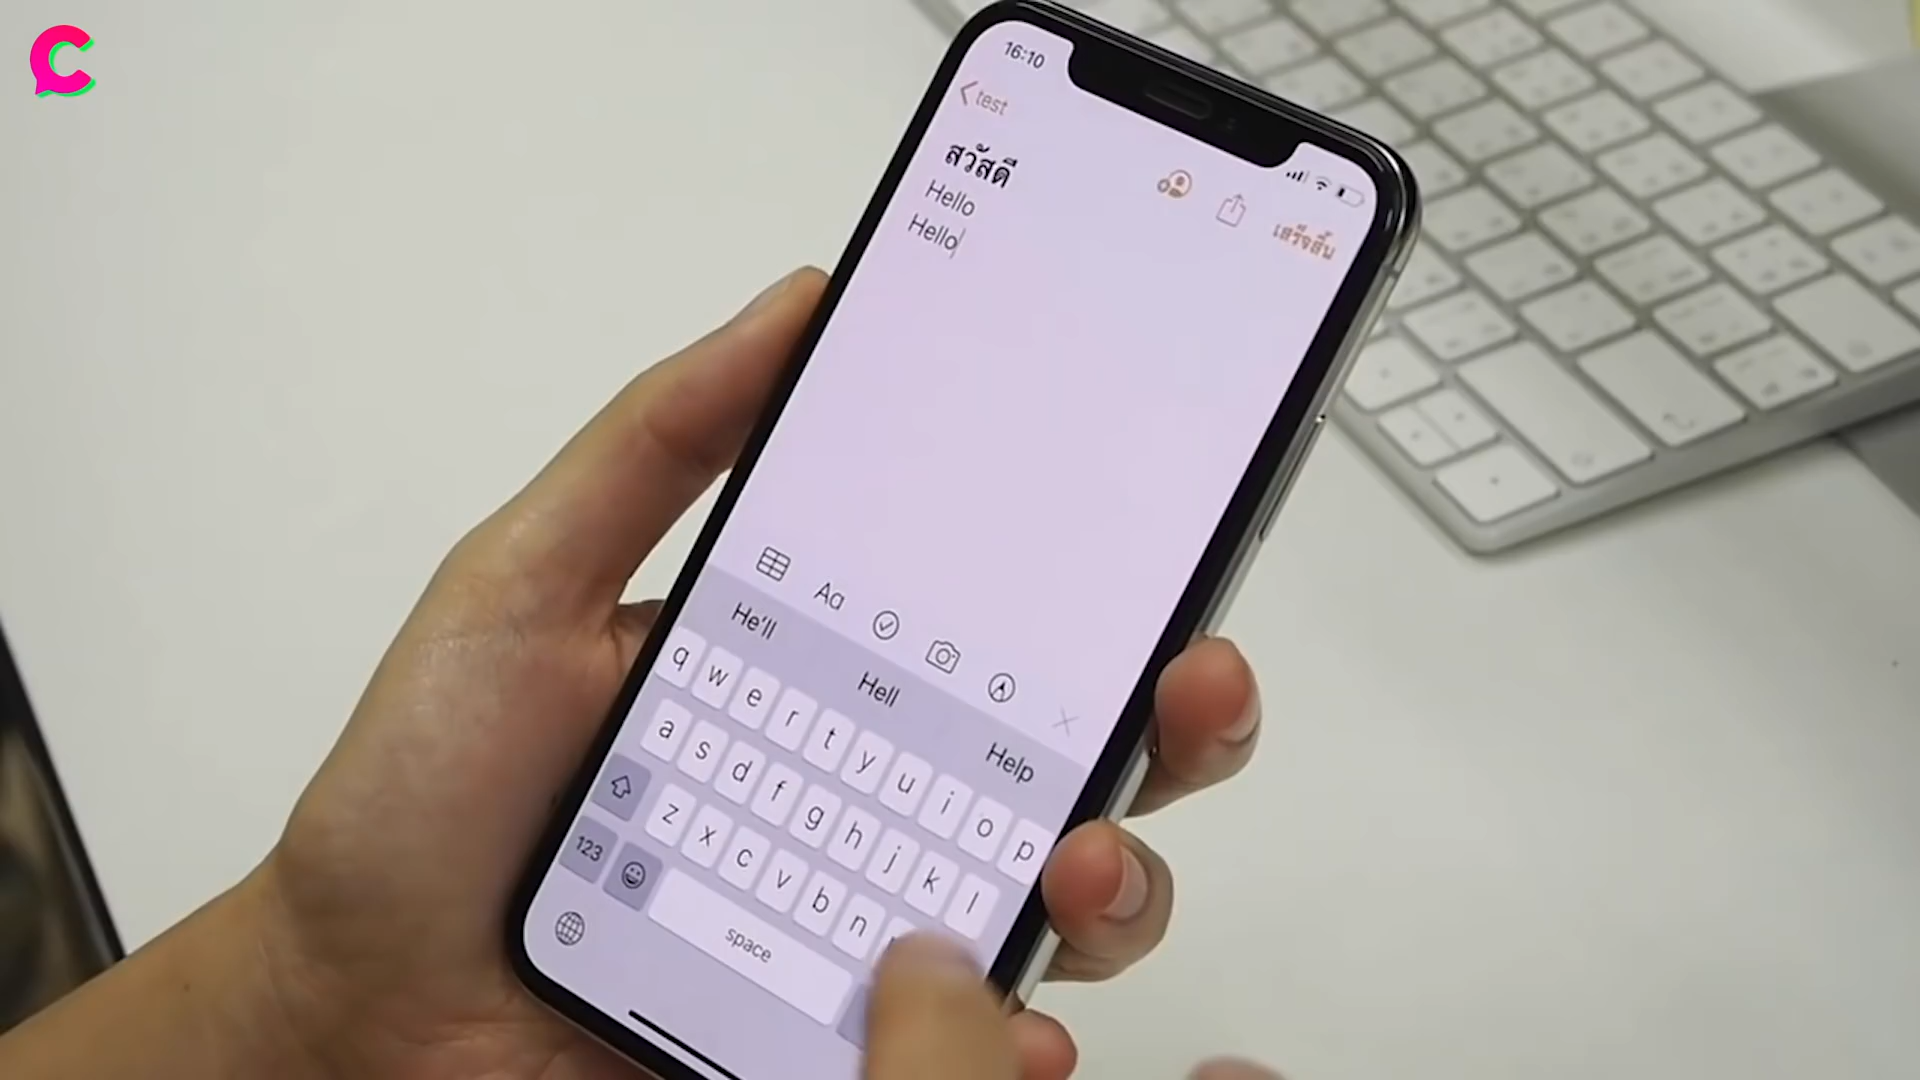 16:10
test
สวัสดี
Hello
Hello
เสร็จสิ้น
Aa
He'll
Hell
Help
q w e r t y u i o p
a s d f g h j k l
z x c v b n
123
space